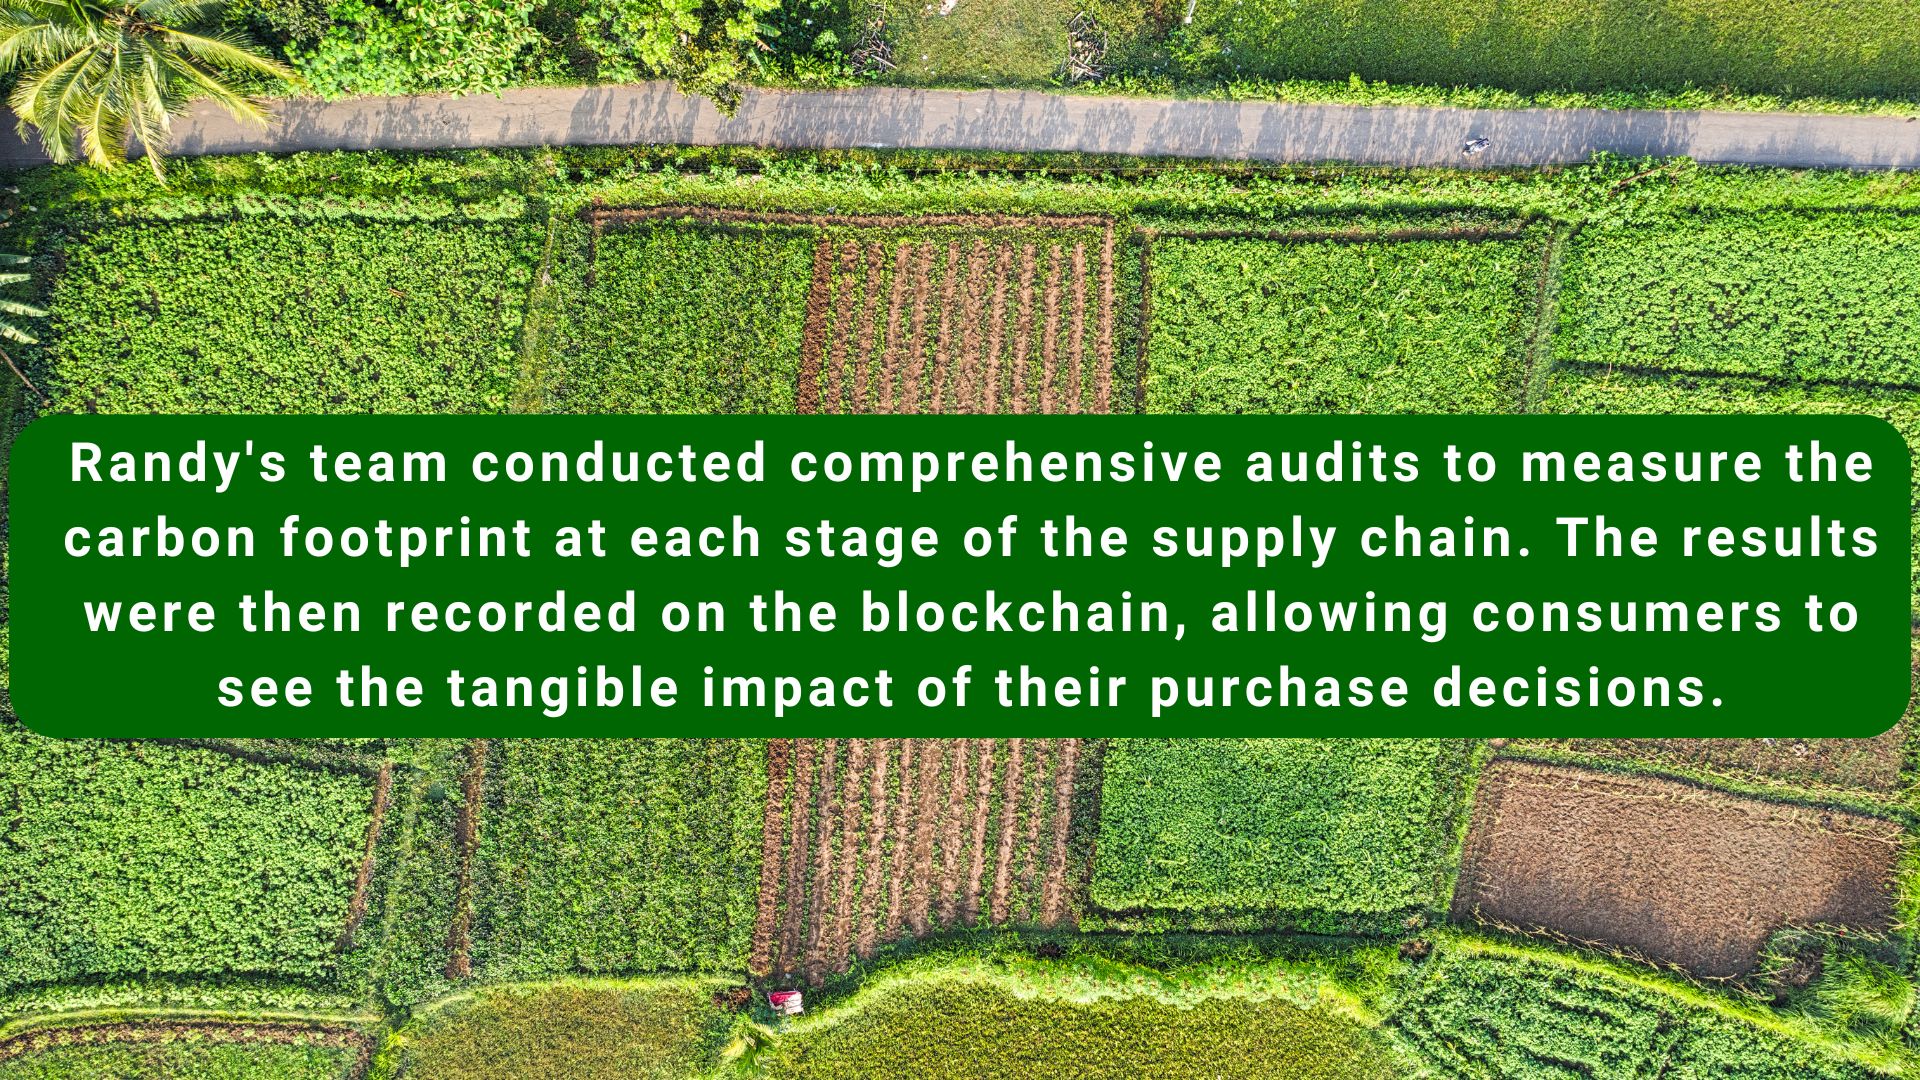 Randy's team conducted comprehensive audits to measure the
carbon footprint at each stage of the supply chain. The results
were then recorded on the blockchain, allowing consumers to
see the tangible impact of their purchase decisions.